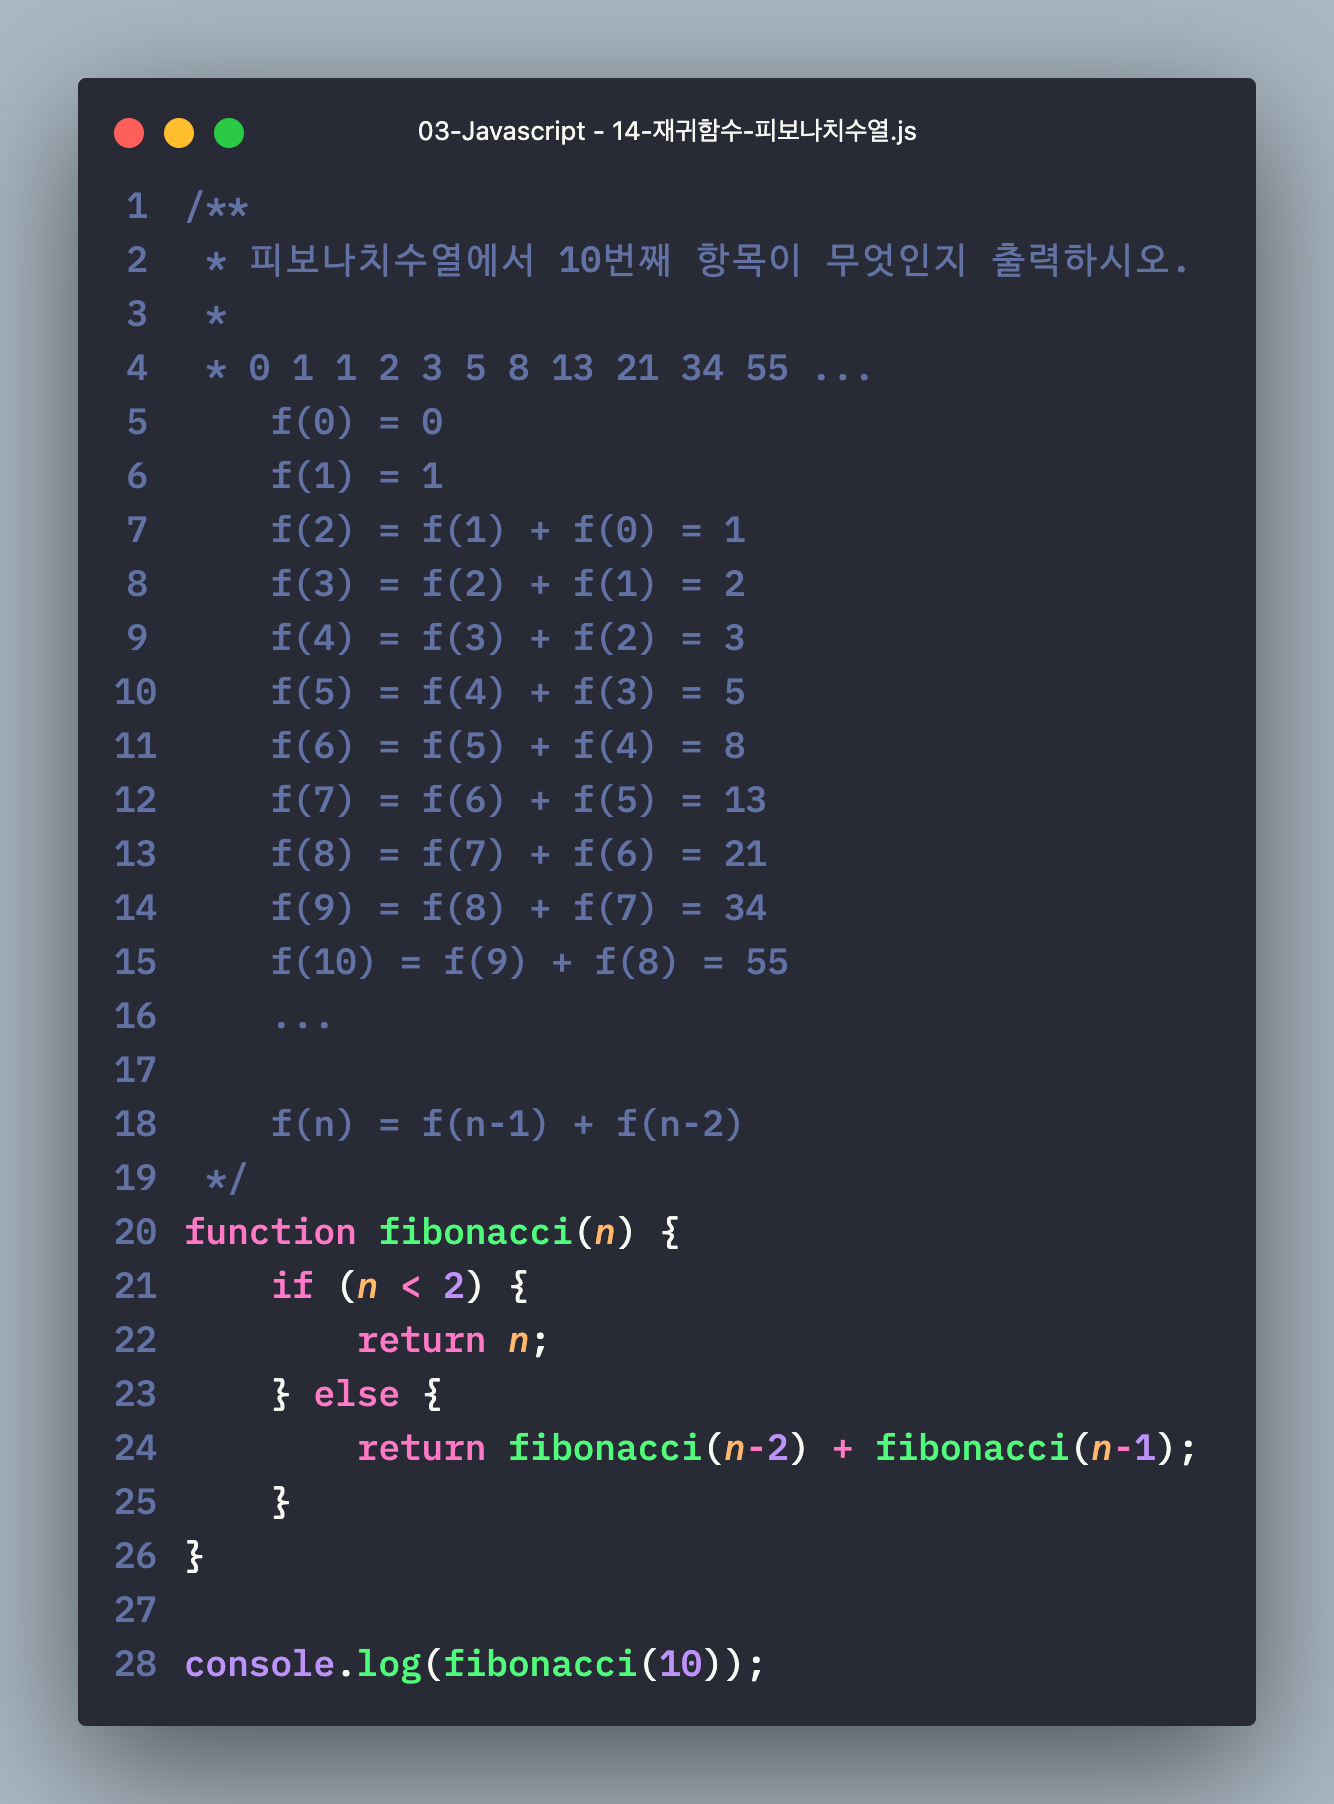 03-Javascript - 14-재귀함수-피보나치수열.js
1 /**
2  * 피보나치수열에서 10번째 항목이 무엇인지 출력하시오.
3  *
4  * 0 1 1 2 3 5 8 13 21 34 55 ...
5     f(0) = 0
6     f(1) = 1
7     f(2) = f(1) + f(0) = 1
8     f(3) = f(2) + f(1) = 2
9     f(4) = f(3) + f(2) = 3
10     f(5) = f(4) + f(3) = 5
11     f(6) = f(5) + f(4) = 8
12     f(7) = f(6) + f(5) = 13
13     f(8) = f(7) + f(6) = 21
14     f(9) = f(8) + f(7) = 34
15     f(10) = f(9) + f(8) = 55
16     ...
17
18     f(n) = f(n-1) + f(n-2)
19  */
20 function fibonacci(n) {
21     if (n < 2) {
22         return n;
23     } else {
24         return fibonacci(n-2) + fibonacci(n-1);
25     }
26 }
27
28 console.log(fibonacci(10));